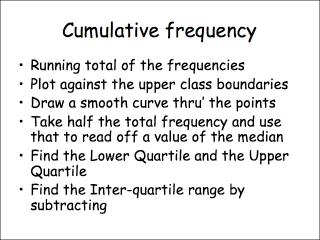 Cumulative frequency
• Running total of the frequencies
• Plot against the upper class boundaries
• Draw a smooth curve thru’ the points
• Take half the total frequency and use
that to read off a value of the median
• Find the Lower Quartile and the Upper
Quartile
• Find the Inter-quartile range by
subtracting